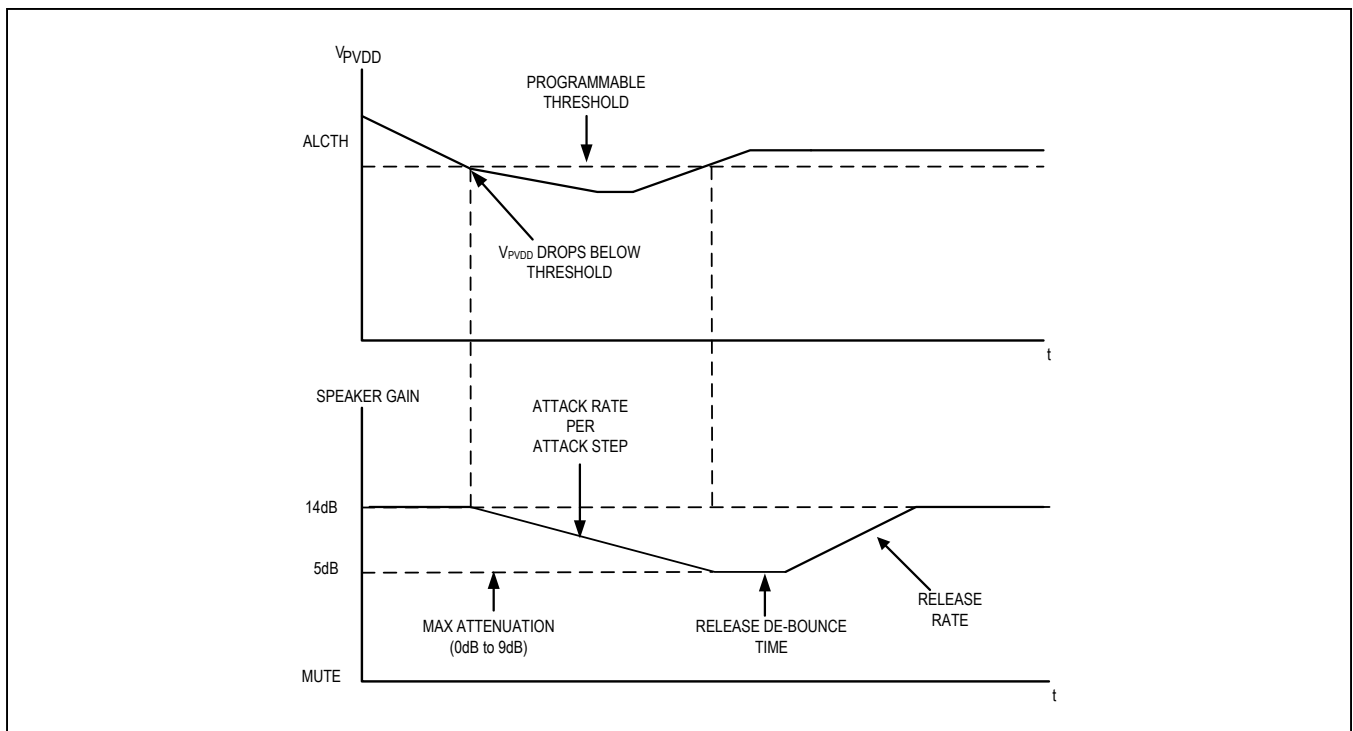 VPVDD
PROGRAMMABLE
THRESHOLD
ALCTH
VPVDD DROPS BELOW
THRESHOLD
t
SPEAKER GAIN
ATTACK RATE
PER
ATTACK STEP
14dB
5dB
MAX ATTENUATION
(0dB to 9dB)
RELEASE DE-BOUNCE
TIME
RELEASE
RATE
MUTE
t